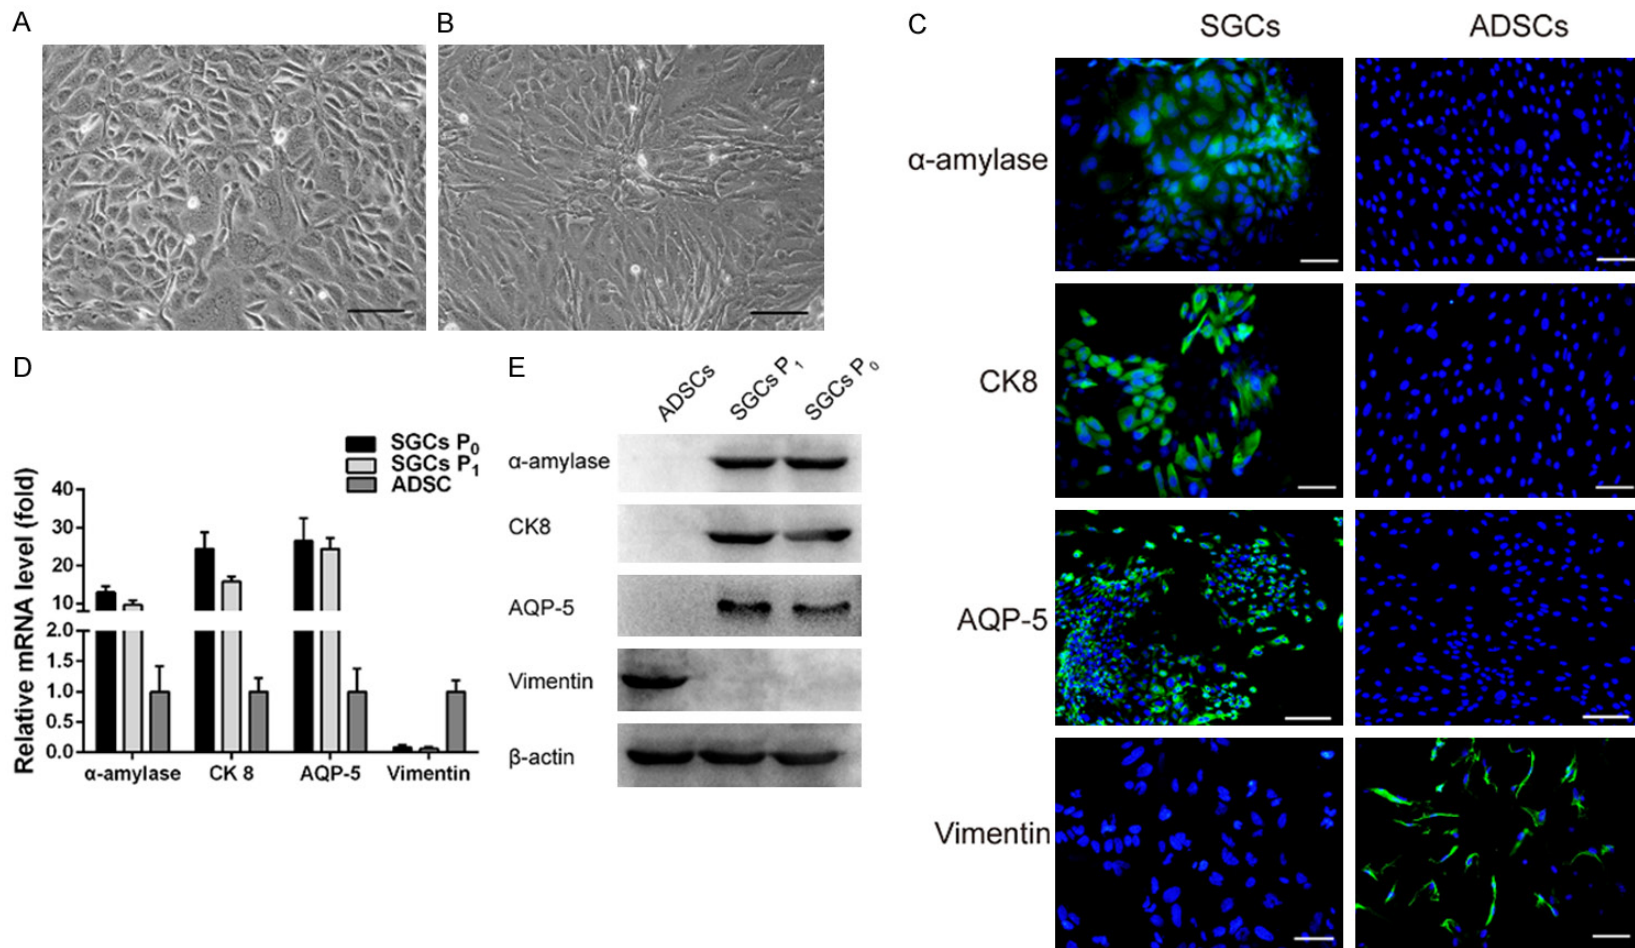 A
B
C
SGCs
ADSCs
α-amylase
CK8
AQP-5
Vimentin
D
SGCs P0
SGCs P1
ADSC
Relative mRNA level (fold)
40
30
20
10
2.0
1.5
1.0
0.5
0.0
α-amylase
CK 8
AQP-5
Vimentin
E
ADSCs
SGCs P1
SGCs P0
α-amylase
CK8
AQP-5
Vimentin
β-actin